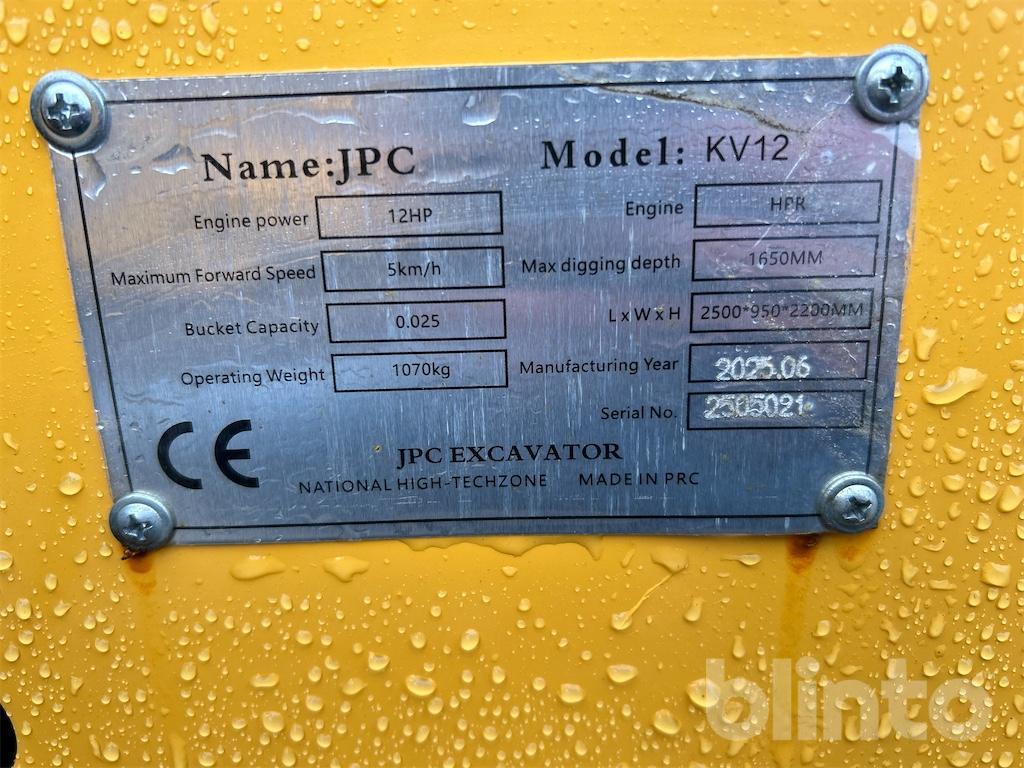 Name:JPC Model: KV12
Engine power 12HP Engine HPR
Maximum Forward Speed 5km/h Max digging depth 1650MM
Bucket Capacity 0.025 LxWxH 2500*950*2200MM
Operating Weight 1070kg Manufacturing Year 2025.06
Serial No. 2505021
CE
JPC EXCAVATOR
NATIONAL HIGH-TECHZONE MADE IN PRC
blinto